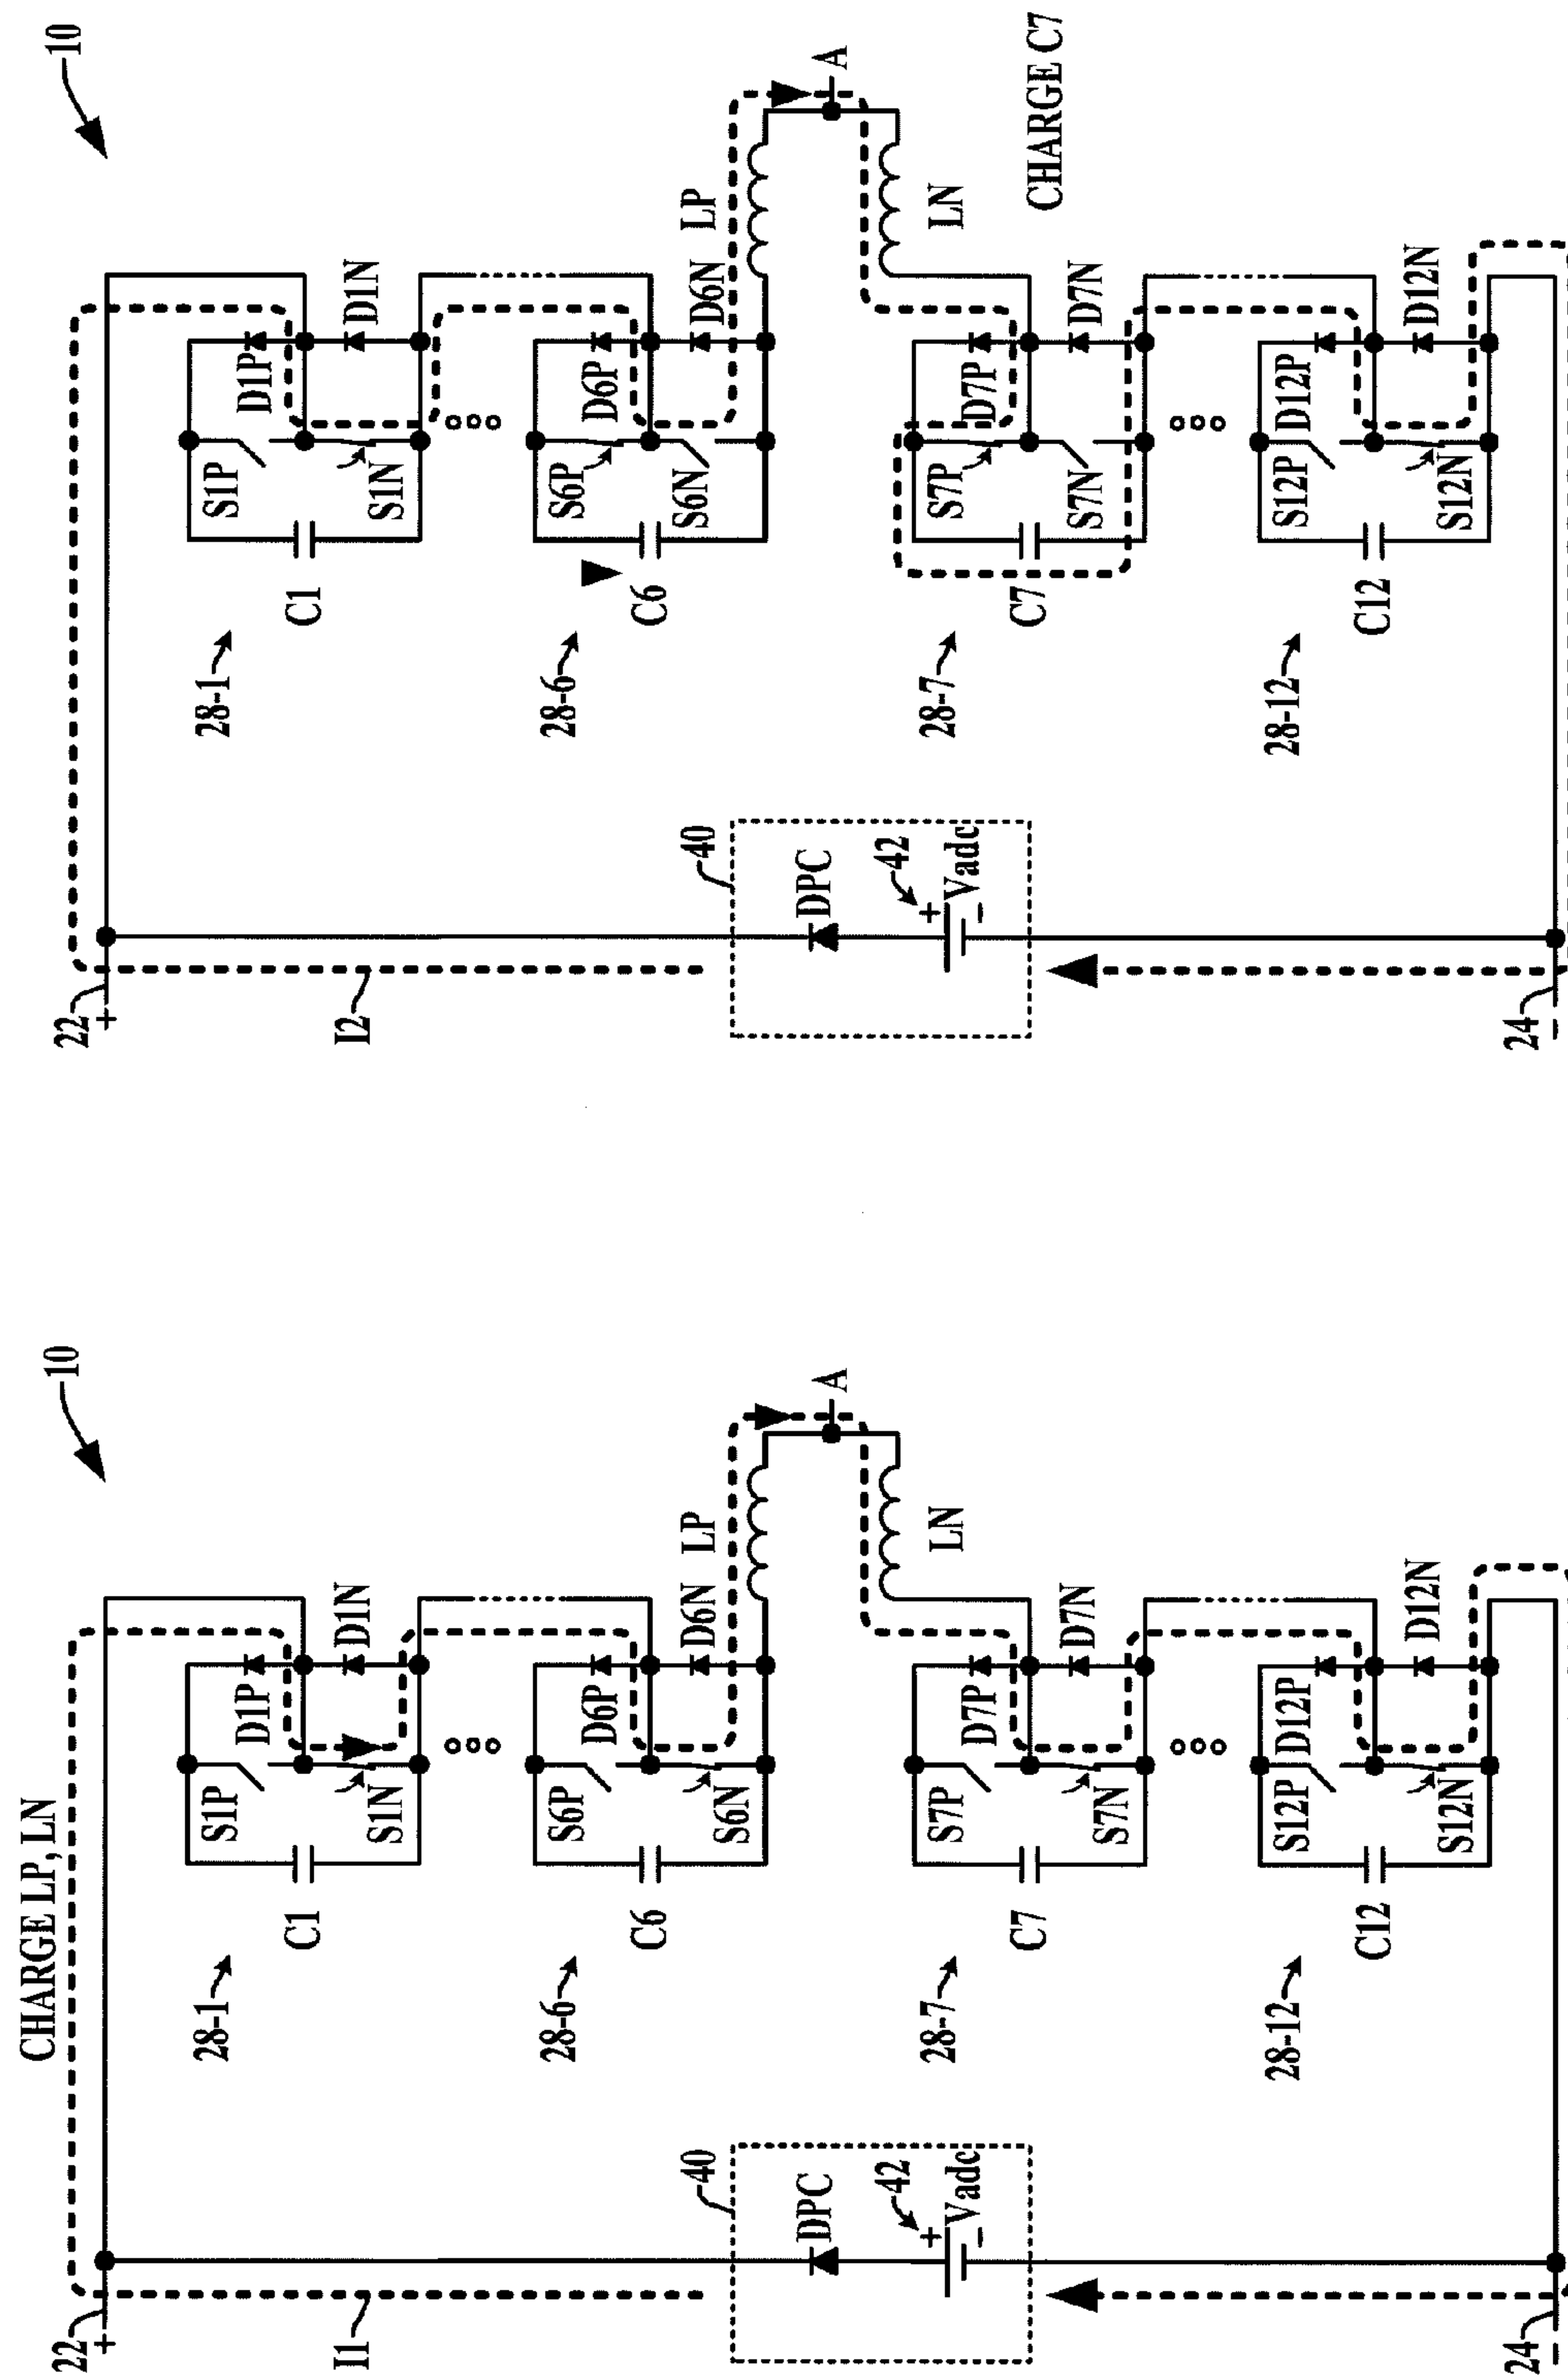 CHARGE LP, LN
10
22
+
I1
40
DPC
42
+
Vadc
−
24
−
28-1
C1
S1P
D1P
S1N
D1N
28-6
C6
S6P
D6P
S6N
D6N
LP
A
LN
28-7
C7
S7P
D7P
S7N
D7N
28-12
C12
S12P
D12P
S12N
D12N
10
22
+
I2
40
DPC
42
+
Vadc
−
24
−
28-1
C1
S1P
D1P
S1N
D1N
28-6
C6
S6P
D6P
S6N
D6N
LP
A
LN
CHARGE C7
28-7
C7
S7P
D7P
S7N
D7N
28-12
C12
S12P
D12P
S12N
D12N